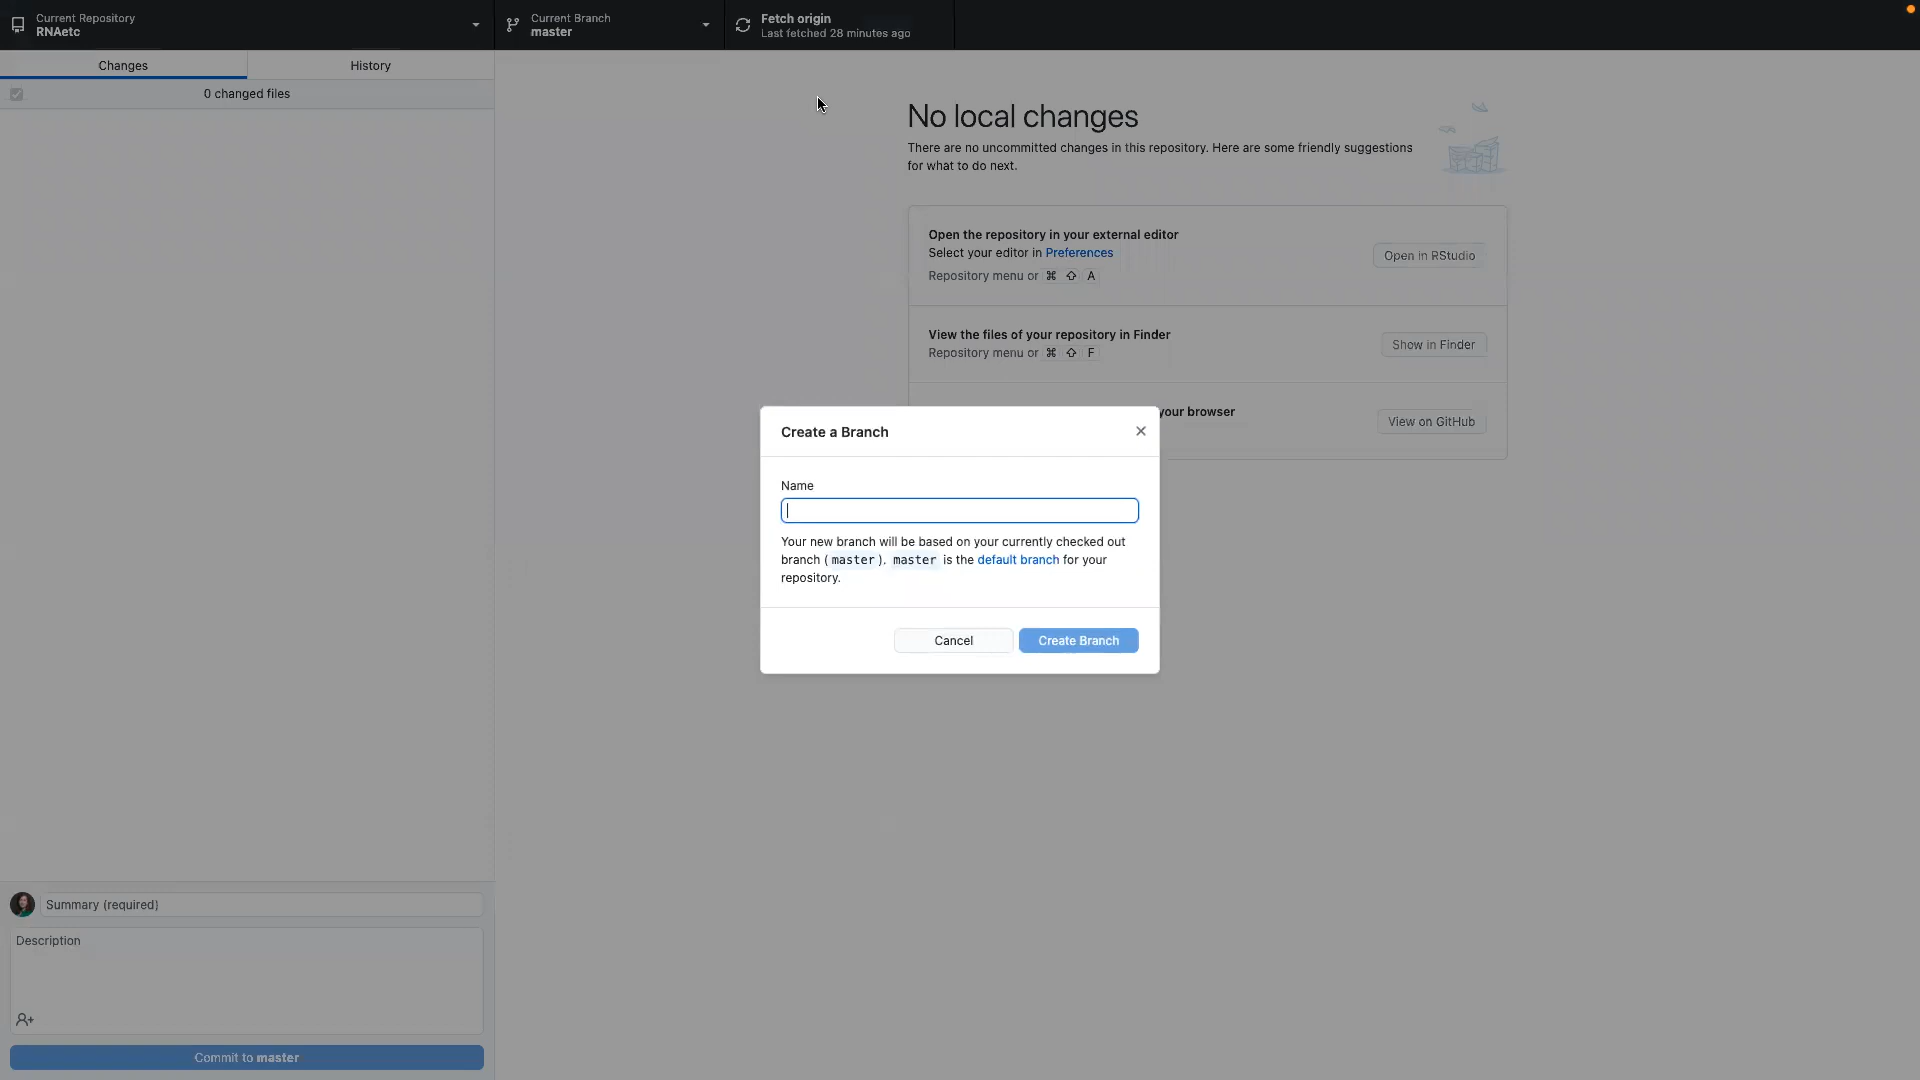 Current Repository
RNAetc
Current Branch
master
Fetch origin
Last fetched 28 minutes ago
Changes
History
0 changed files
No local changes
There are no uncommitted changes in this repository. Here are some friendly suggestions
for what to do next.
Open the repository in your external editor
Select your editor in Preferences
Repository menu or ⌘ ⇧ A
Open in RStudio
View the files of your repository in Finder
Repository menu or ⌘ ⇧ F
Show in Finder
your browser
View on GitHub
Create a Branch
Name
Your new branch will be based on your currently checked out
branch ( master ). master is the default branch for your
repository.
Cancel
Create Branch
Summary (required)
Description
Commit to master